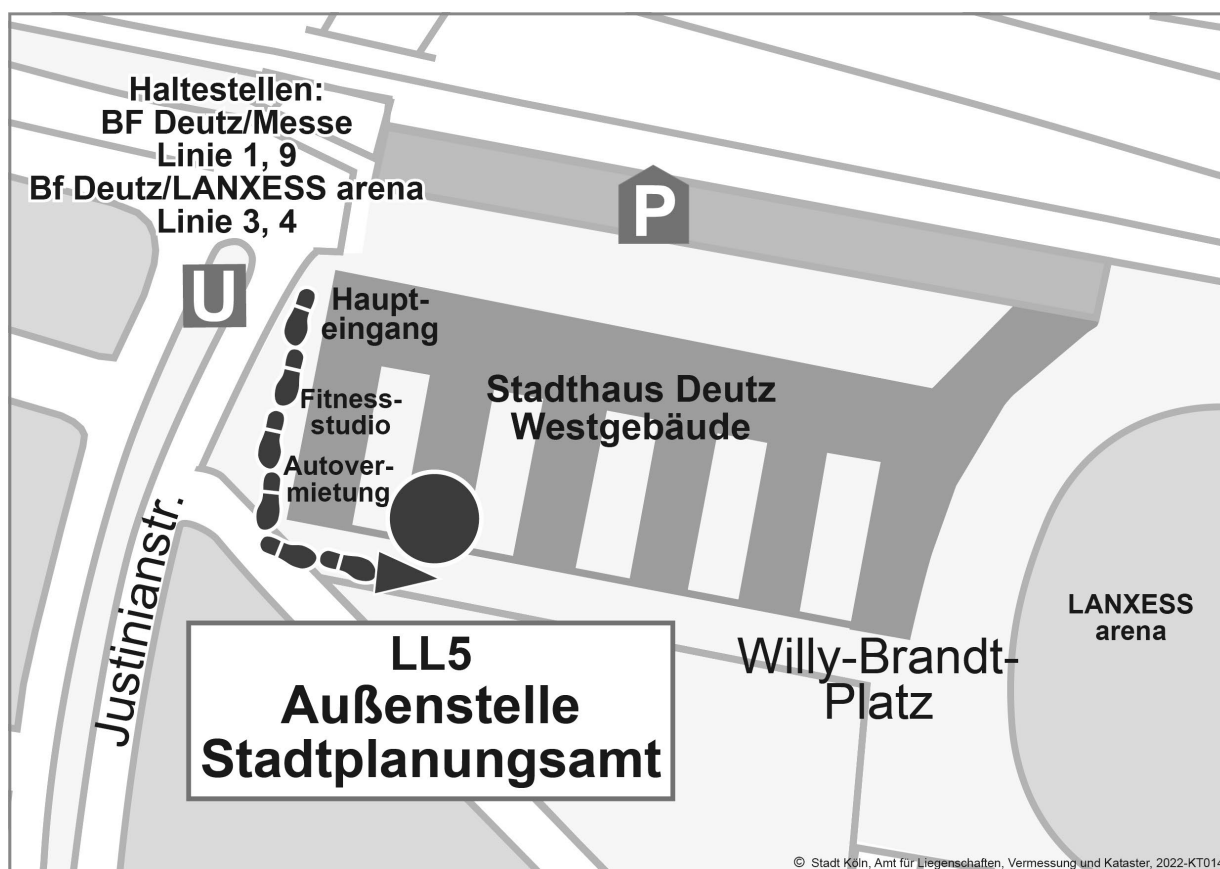 Haltestellen:
BF Deutz/Messe
Linie 1, 9
Bf Deutz/LANXESS arena
Linie 3, 4
P
U
Haupt-
eingang
Stadthaus Deutz
Westgebäude
Fitness-
studio
Autover-
mietung
Justinianstr.
LANXESS
arena
Willy-Brandt-
Platz
LL5
Außenstelle
Stadtplanungsamt
© Stadt Köln, Amt für Liegenschaften, Vermessung und Kataster, 2022-KT014